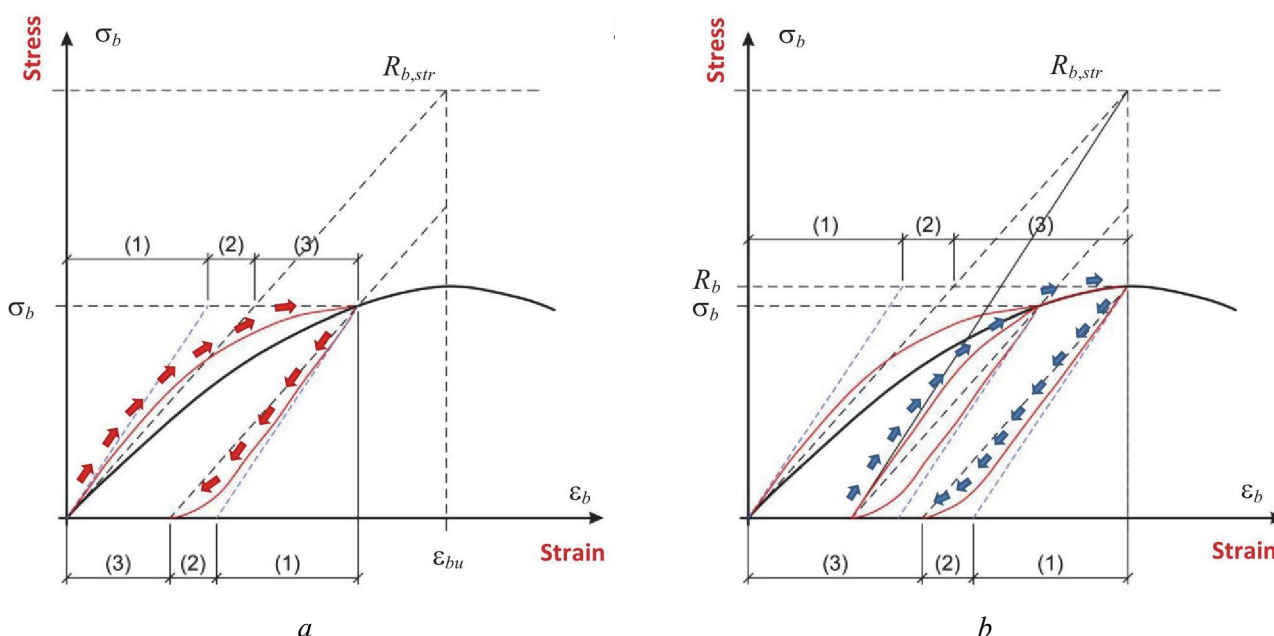 Stress
σb
Rb,str
(1)
(2)
(3)
σb
εb
(3)
(2)
(1)
εbu
Strain
a
Stress
σb
Rb,str
(1)
(2)
(3)
Rb
σb
εb
(3)
(2)
(1)
Strain
b